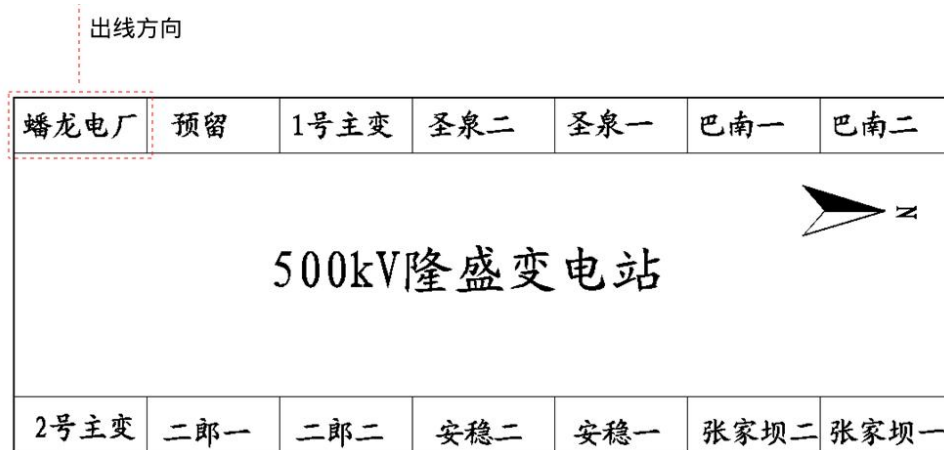 出线方向
蟠龙电厂 预留 1号主变 圣泉二 圣泉一 巴南一 巴南二
N
500kV隆盛变电站
2号主变 二郎一 二郎二 安稳二 安稳一 张家坝二 张家坝一